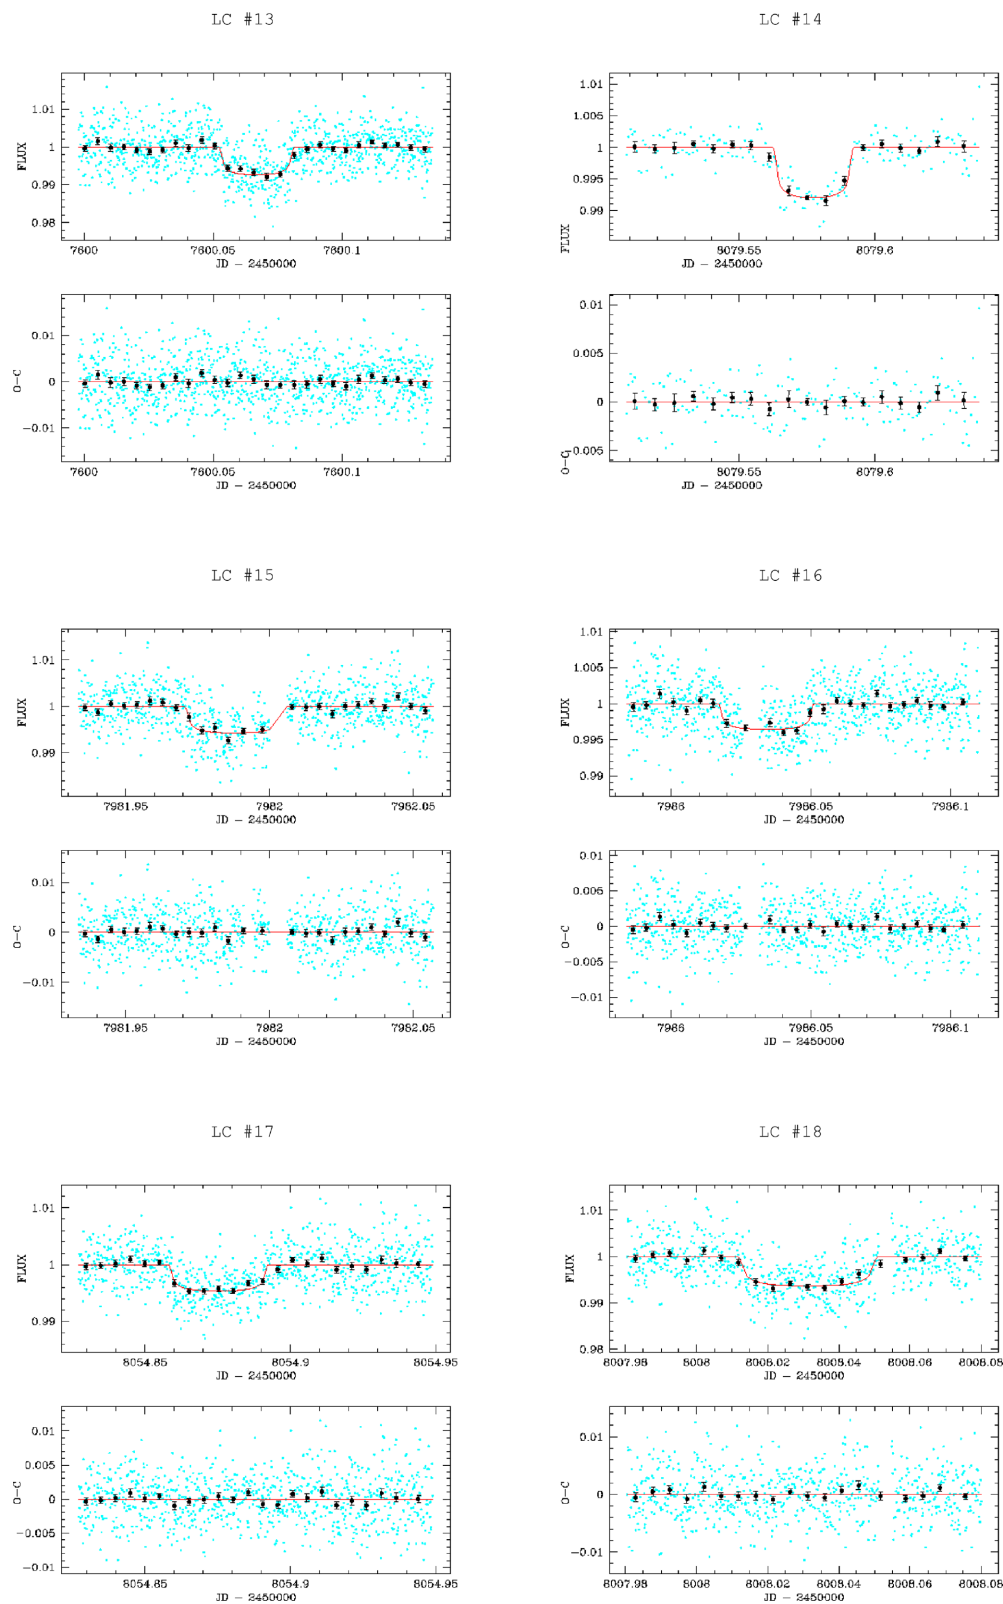 LC #13
LC #14
1.01
1
0.99
0.98
FLUX
7600
7600.05
7600.1
JD − 2450000
1.01
1.005
1
0.995
0.99
FLUX
8079.55
8079.6
JD − 2450000
0.01
0
−0.01
O−C
7600
7600.05
7600.1
JD − 2450000
0.01
0.005
0
0.005
O−C
8079.55
8079.6
JD − 2450000
LC #15
LC #16
1.01
1
0.99
FLUX
7981.95
7982
7982.05
JD − 2450000
1.01
1.005
1
0.995
0.99
FLUX
7986
7986.05
7986.1
JD − 2450000
0.01
0
−0.01
O−C
7981.95
7982
7982.05
JD − 2450000
0.01
0.005
0
−0.005
−0.01
O−C
7986
7986.05
7986.1
JD − 2450000
LC #17
LC #18
1.01
1
0.99
FLUX
8054.85
8054.9
8054.95
JD − 2450000
1.01
1
0.99
0.98
FLUX
8007.98
8008
8008.02
8008.04
8008.06
8008.08
JD − 2450000
0.01
0.005
0
−0.005
−0.01
O−C
8054.85
8054.9
8054.95
JD − 2450000
0.01
0
−0.01
O−C
8007.98
8008
8008.02
8008.04
8008.06
8008.08
JD − 2450000